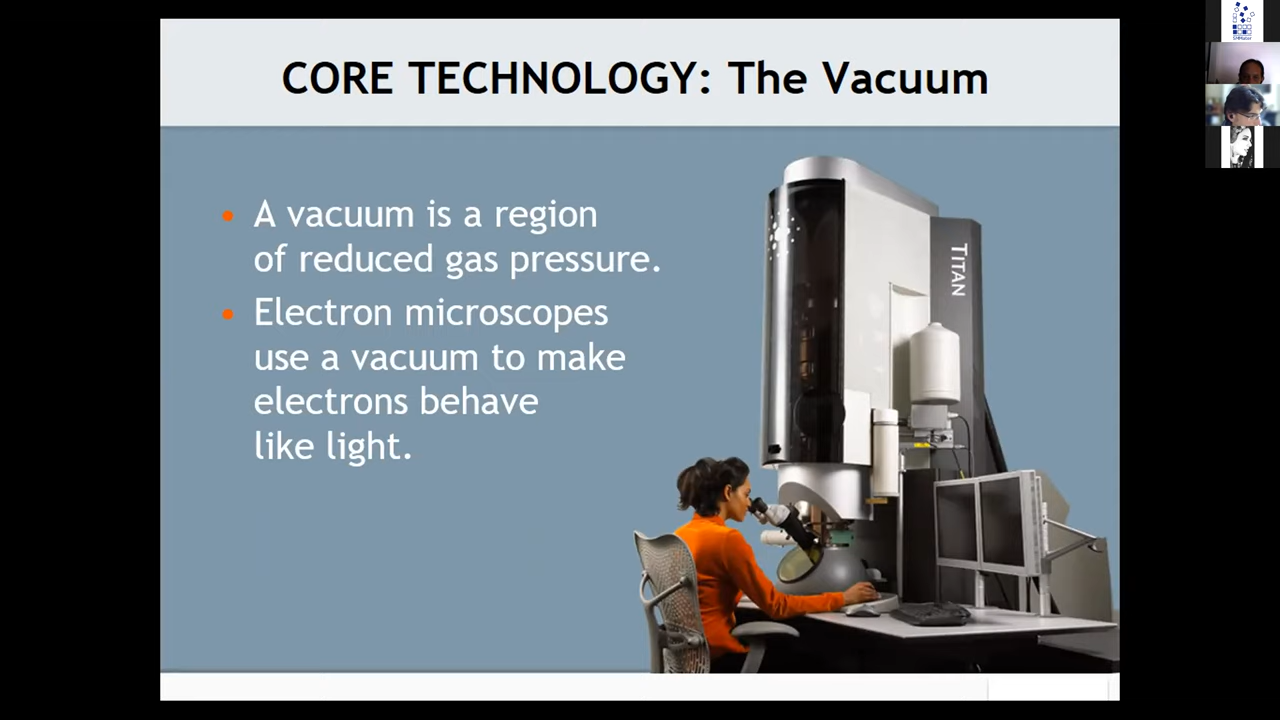 CORE TECHNOLOGY: The Vacuum
• A vacuum is a region
of reduced gas pressure.
• Electron microscopes
use a vacuum to make
electrons behave
like light.
TITAN